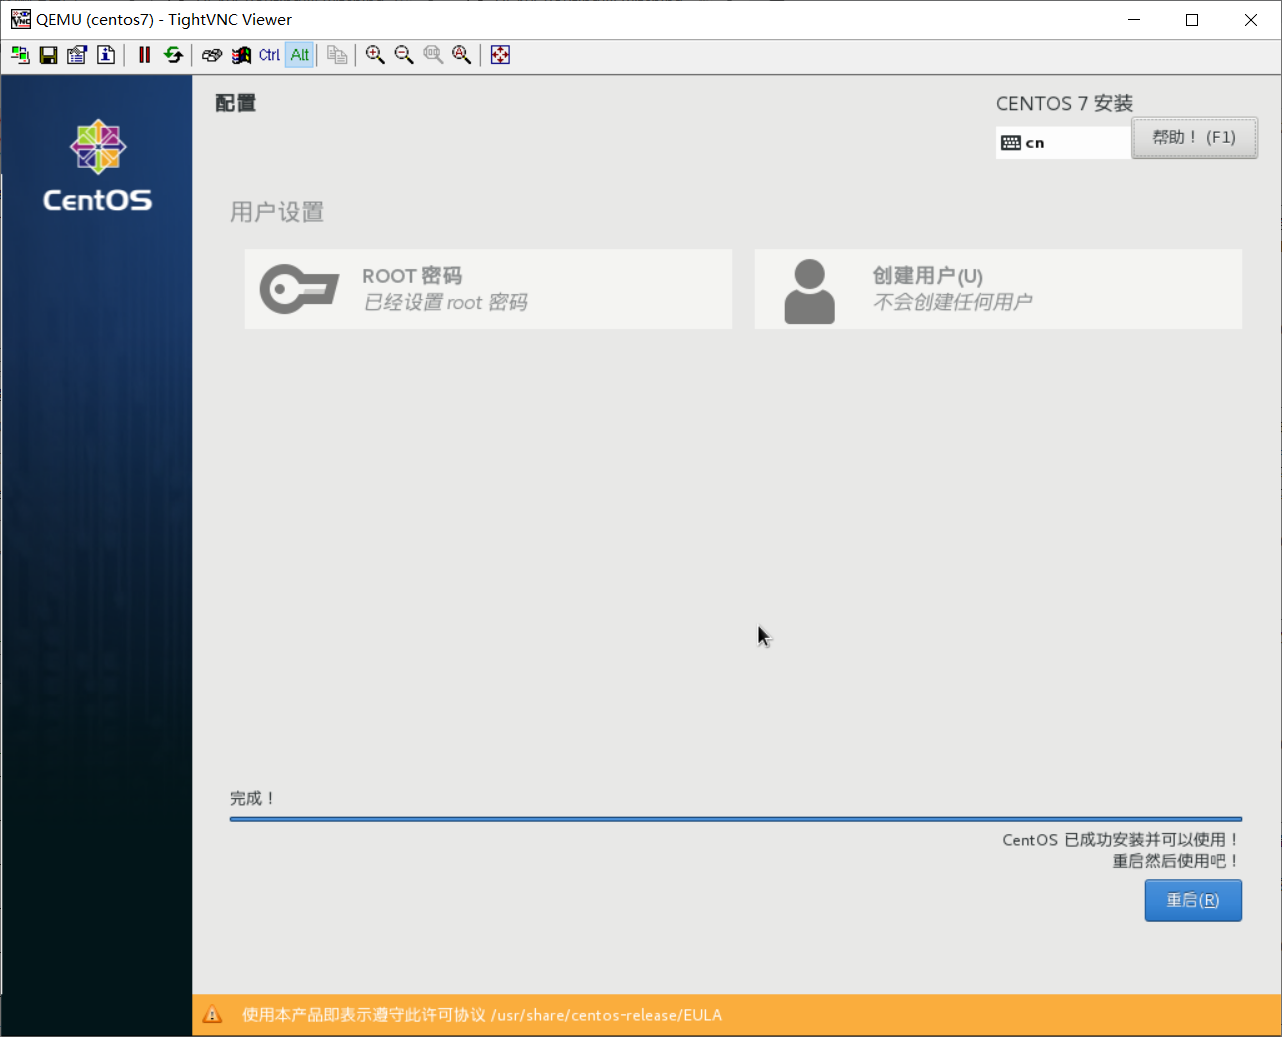 QEMU (centos7) - TightVNC Viewer
Ctrl Alt
CentOS
配置
CENTOS 7 安装
cn
帮助！ (F1)
用户设置
ROOT 密码
已经设置 root 密码
创建用户(U)
不会创建任何用户
完成！
CentOS 已成功安装并可以使用！
重启然后使用吧！
重启(R)
使用本产品即表示遵守此许可协议 /usr/share/centos-release/EULA